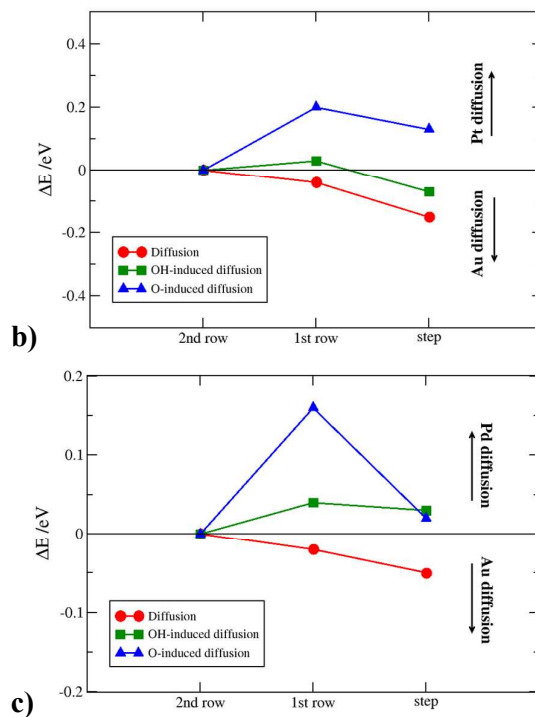 0.4
0.2
0
-0.2
-0.4
ΔE /eV
Pt diffusion
Au diffusion
Diffusion
OH-induced diffusion
O-induced diffusion
2nd row
1st row
step
b)
0.2
0.1
0
-0.1
-0.2
ΔE /eV
Pd diffusion
Au diffusion
Diffusion
OH-induced diffusion
O-induced diffusion
2nd row
1st row
step
c)